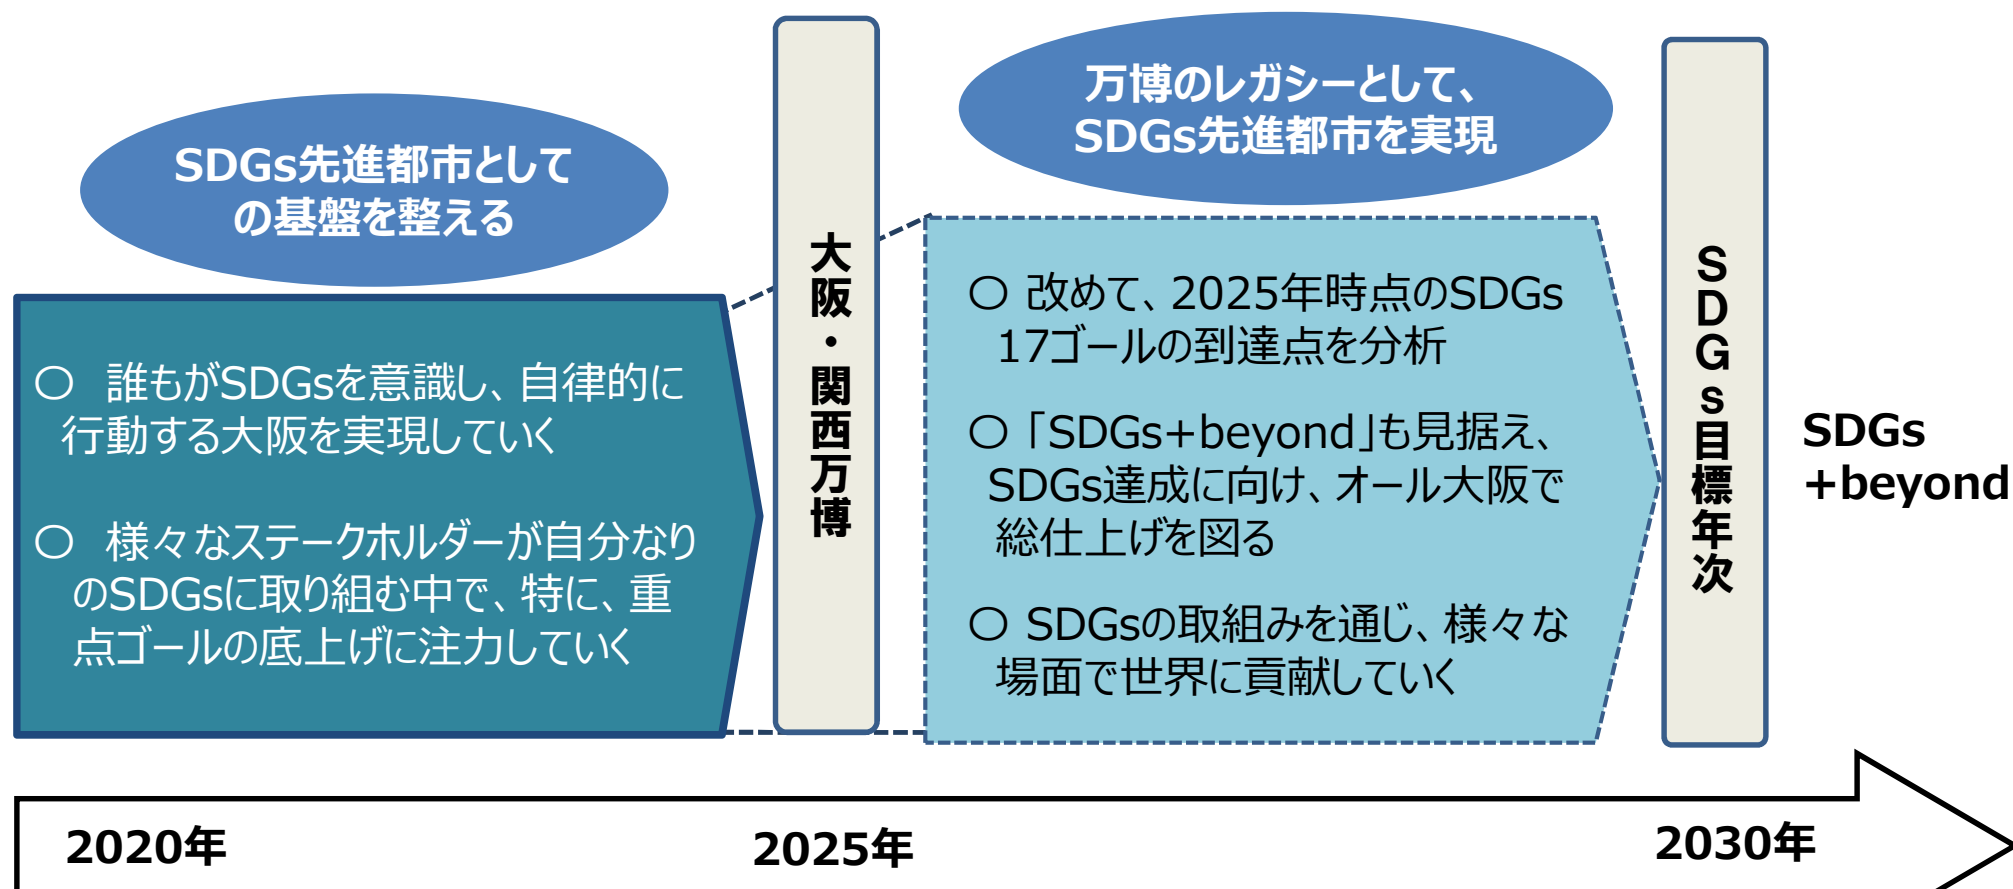 SDGs先進都市として
の基盤を整える
〇　誰もがSDGsを意識し、自律的に
行動する大阪を実現していく
〇　様々なステークホルダーが自分なり
のSDGsに取り組む中で、特に、重
点ゴールの底上げに注力していく
大阪・関西万博
万博のレガシーとして、
SDGs先進都市を実現
〇 改めて、2025年時点のSDGs
17ゴールの到達点を分析
〇「SDGs+beyond」も見据え、
SDGs達成に向け、オール大阪で
総仕上げを図る
〇 SDGsの取組みを通じ、様々な
場面で世界に貢献していく
ＳＤＧｓ目標年次
SDGs
+beyond
2020年
2025年
2030年